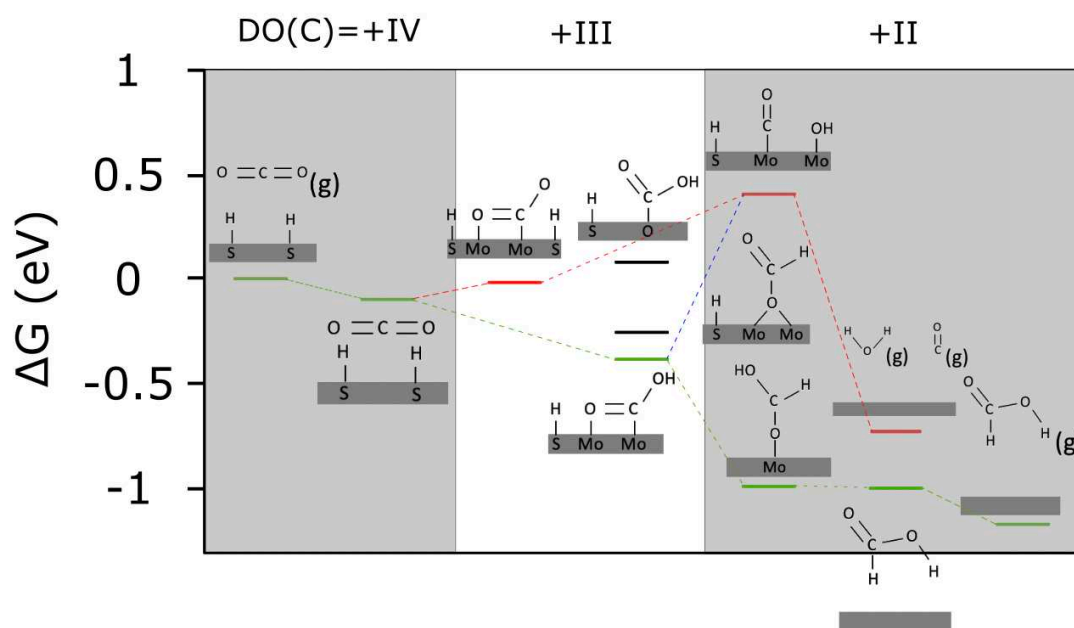 DO(C)=+IV +III +II
ΔG (eV)
1
0.5
0
-0.5
-1
O C O(g)
H H
S S
O C O
H H
S S
O
H O C H
S Mo Mo S
O OH
C
H
S O
OH
H O C
S Mo Mo
O
C
H OH
S Mo Mo
O H
C
H O
S Mo Mo
HO H
C
O
Mo
H H
O (g)
O
C (g)
O O
C
H H (g)
O O
C
H H